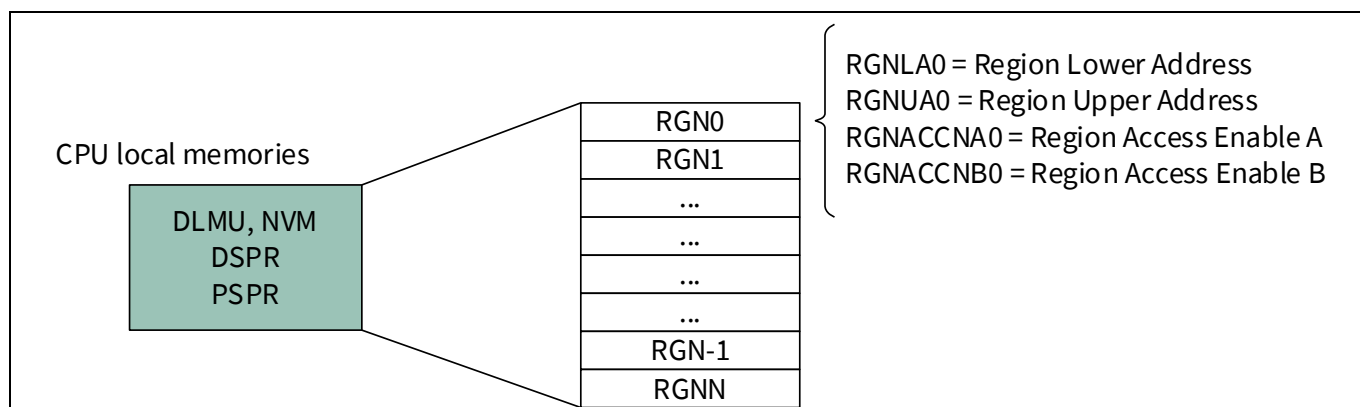 RGNLA0 = Region Lower Address
RGNUA0 = Region Upper Address
RGNACCNA0 = Region Access Enable A
RGNACCNB0 = Region Access Enable B
CPU local memories
DLMU, NVM
DSPR
PSPR
RGN0
RGN1
...
...
...
...
RGN-1
RGNN